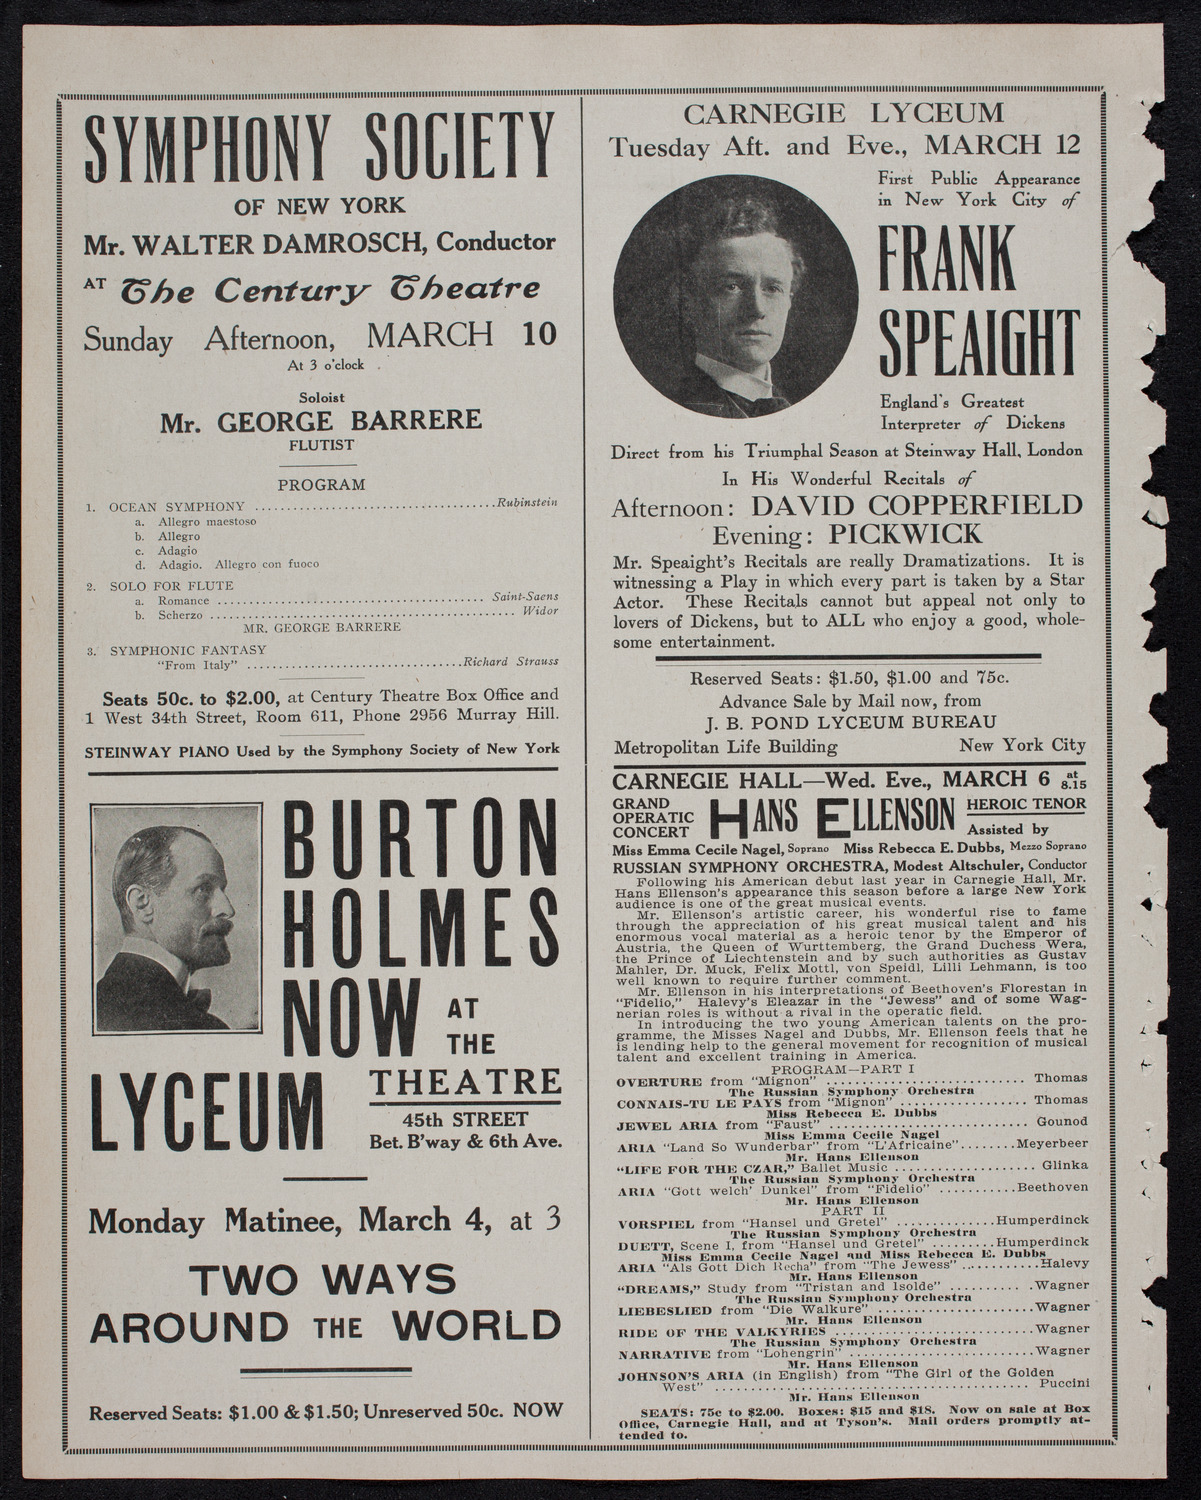 SYMPHONY SOCIETY
OF NEW YORK
Mr. WALTER DAMROSCH, Conductor
AT The Century Theatre
Sunday Afternoon, MARCH 10
At 3 o'clock
Soloist
Mr. GEORGE BARRERE
FLUTIST
PROGRAM
1. OCEAN SYMPHONY ....................................Rubinstein
a. Allegro maestoso
b. Allegro
c. Adagio
d. Adagio. Allegro con fuoco
2. SOLO FOR FLUTE
a. Romance ....................................... Saint-Saens
b. Scherzo ............................................. Widor
MR. GEORGE BARRERE
3. SYMPHONIC FANTASY
"From Italy" ................................Richard Strauss
Seats 50c. to $2.00, at Century Theatre Box Office and
1 West 34th Street, Room 611, Phone 2956 Murray Hill.
STEINWAY PIANO Used by the Symphony Society of New York
BURTON
HOLMES
NOW AT
THE
LYCEUM THEATRE
45th STREET
Bet. B'way & 6th Ave.
Monday Matinee, March 4, at 3
TWO WAYS
AROUND THE WORLD
Reserved Seats: $1.00 & $1.50; Unreserved 50c. NOW
CARNEGIE LYCEUM
Tuesday Aft. and Eve., MARCH 12
First Public Appearance
in New York City of
FRANK
SPEAIGHT
England's Greatest
Interpreter of Dickens
Direct from his Triumphal Season at Steinway Hall, London
In His Wonderful Recitals of
Afternoon: DAVID COPPERFIELD
Evening: PICKWICK
Mr. Speaight's Recitals are really Dramatizations. It is
witnessing a Play in which every part is taken by a Star
Actor. These Recitals cannot but appeal not only to
lovers of Dickens, but to ALL who enjoy a good, whole-
some entertainment.
Reserved Seats: $1.50, $1.00 and 75c.
Advance Sale by Mail now, from
J. B. POND LYCEUM BUREAU
Metropolitan Life Building New York City
CARNEGIE HALL—Wed. Eve., MARCH 6 at 8.15
GRAND OPERATIC CONCERT HANS ELLENSON HEROIC TENOR
Assisted by
Miss Emma Cecile Nagel, Soprano Miss Rebecca E. Dubbs, Mezzo Soprano
RUSSIAN SYMPHONY ORCHESTRA, Modest Altschuler, Conductor
Following his American debut last year in Carnegie Hall, Mr.
Hans Ellenson's appearance this season before a large New York
audience is one of the great musical events.
Mr. Ellenson's artistic career, his wonderful rise to fame
through the appreciation of his great musical talent and his
enormous vocal material as a heroic tenor by the Emperor of
Austria, the Queen of Wurttemberg, the Grand Duchess Wera,
the Prince of Liechtenstein and by such authorities as Gustav
Mahler, Dr. Muck, Felix Mottl, von Speidl, Lilli Lehmann, is too
well known to require further comment.
Mr. Ellenson in his interpretations of Beethoven's Florestan in
"Fidelio," Halevy's Eleazar in the "Jewess" and of some Wag-
nerian roles is without a rival in the operatic field.
In introducing the two young American talents on the pro-
gramme, the Misses Nagel and Dubbs, Mr. Ellenson feels that he
is lending help to the general movement for recognition of musical
talent and excellent training in America.
PROGRAM—PART I
OVERTURE from "Mignon" ............................ Thomas
The Russian Symphony Orchestra
CONNAIS-TU LE PAYS from "Mignon" .................. Thomas
Miss Rebecca E. Dubbs
JEWEL ARIA from "Faust" ............................ Gounod
Miss Emma Cecile Nagel
ARIA "Land So Wunderbar" from "L'Africaine"........Meyerbeer
Mr. Hans Ellenson
"LIFE FOR THE CZAR," Ballet Music .................... Glinka
The Russian Symphony Orchestra
ARIA "Gott welch' Dunkel" from "Fidelio" ...........Beethoven
Mr. Hans Ellenson
PART II
VORSPIEL from "Hansel und Gretel" .............Humperdinck
The Russian Symphony Orchestra
DUETT, Scene I, from "Hansel und Gretel" .........Humperdinck
Miss Emma Cecile Nagel and Miss Rebecca E. Dubbs
ARIA "Als Gott Dich Recha" from "The Jewess" ...........Halevy
Mr. Hans Ellenson
"DREAMS," Study from "Tristan and Isolde" .............Wagner
The Russian Symphony Orchestra
LIEBESLIED from "Die Walkure" ......................Wagner
Mr. Hans Ellenson
RIDE OF THE VALKYRIES ............................Wagner
The Russian Symphony Orchestra
NARRATIVE from "Lohengrin" ..........................Wagner
Mr. Hans Ellenson
JOHNSON'S ARIA (in English) from "The Girl of the Golden
West" ................................................ Puccini
Mr. Hans Ellenson
SEATS: 75c to $2.00. Boxes: $15 and $18. Now on sale at Box
Office, Carnegie Hall, and at Tyson's. Mail orders promptly at-
tended to.